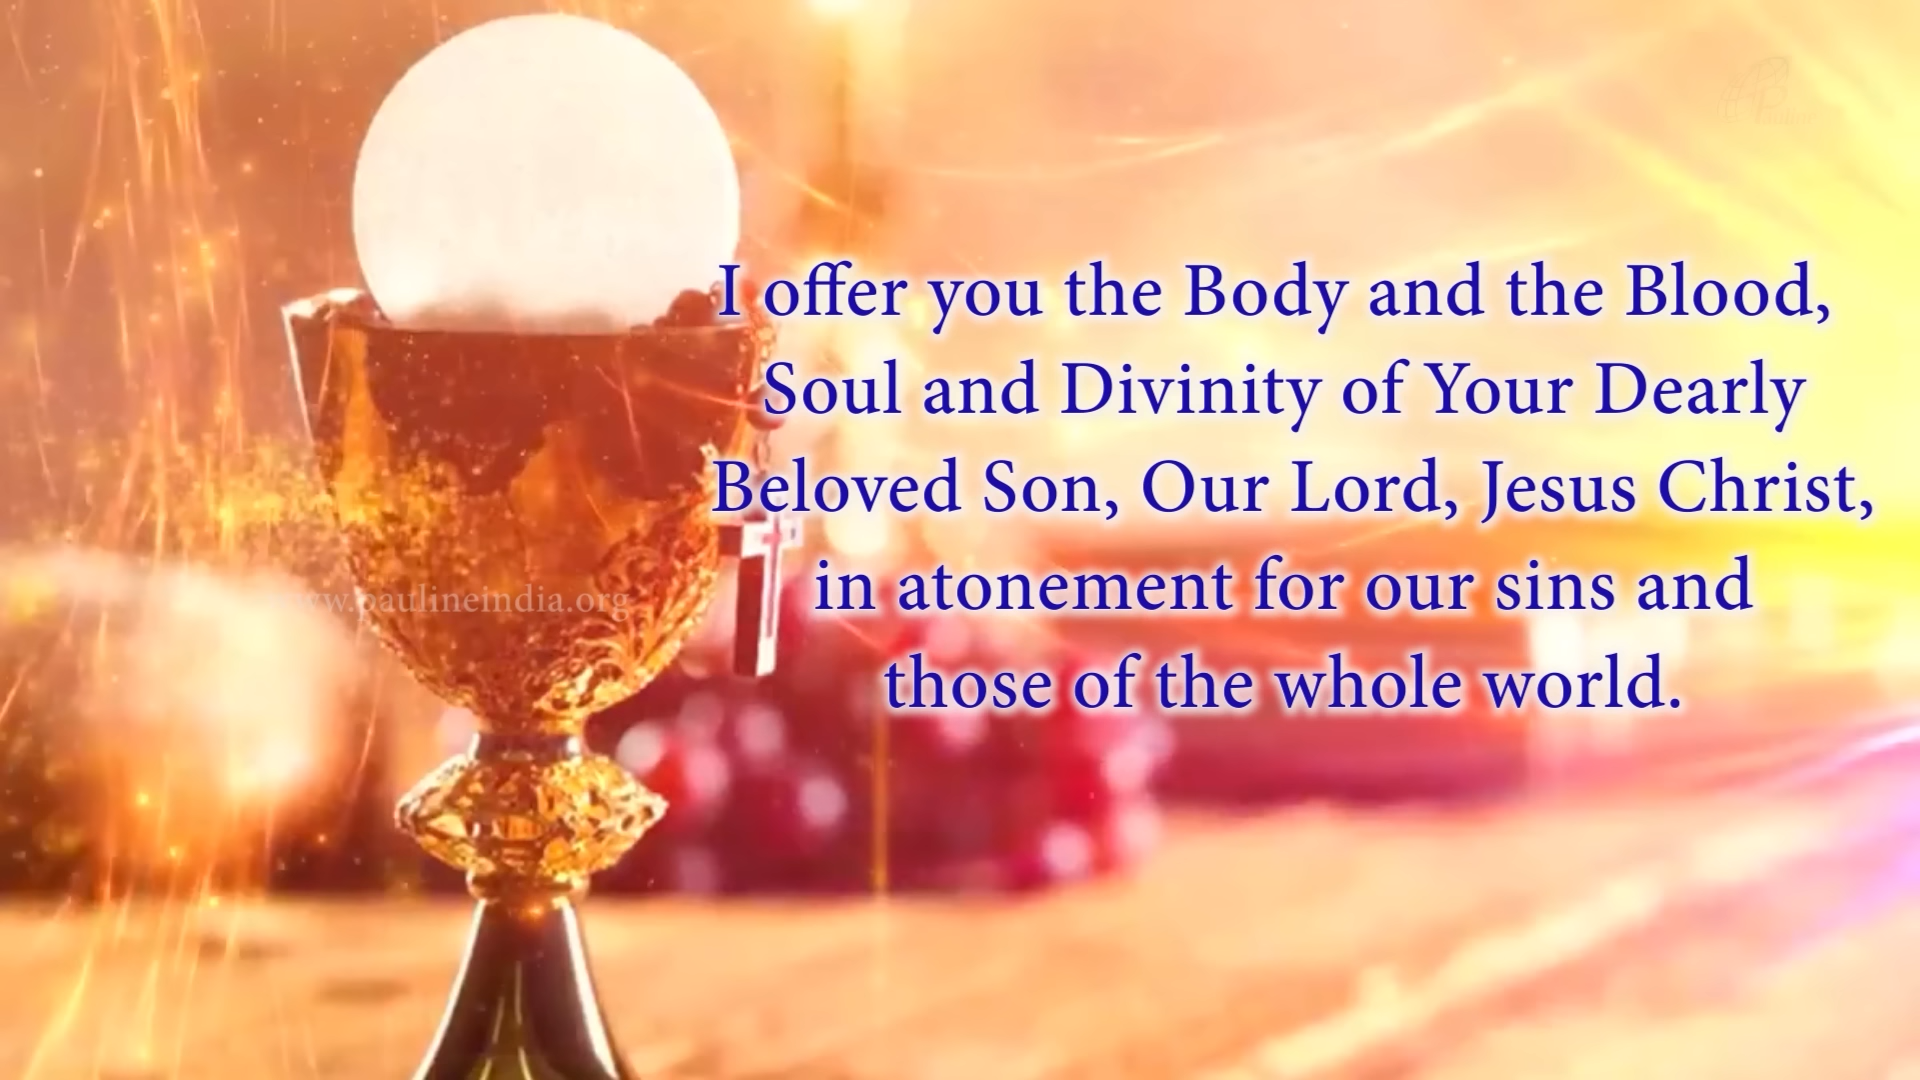 I offer you the Body and the Blood,
Soul and Divinity of Your Dearly
Beloved Son, Our Lord, Jesus Christ,
in atonement for our sins and
those of the whole world.
www.paulineindia.org